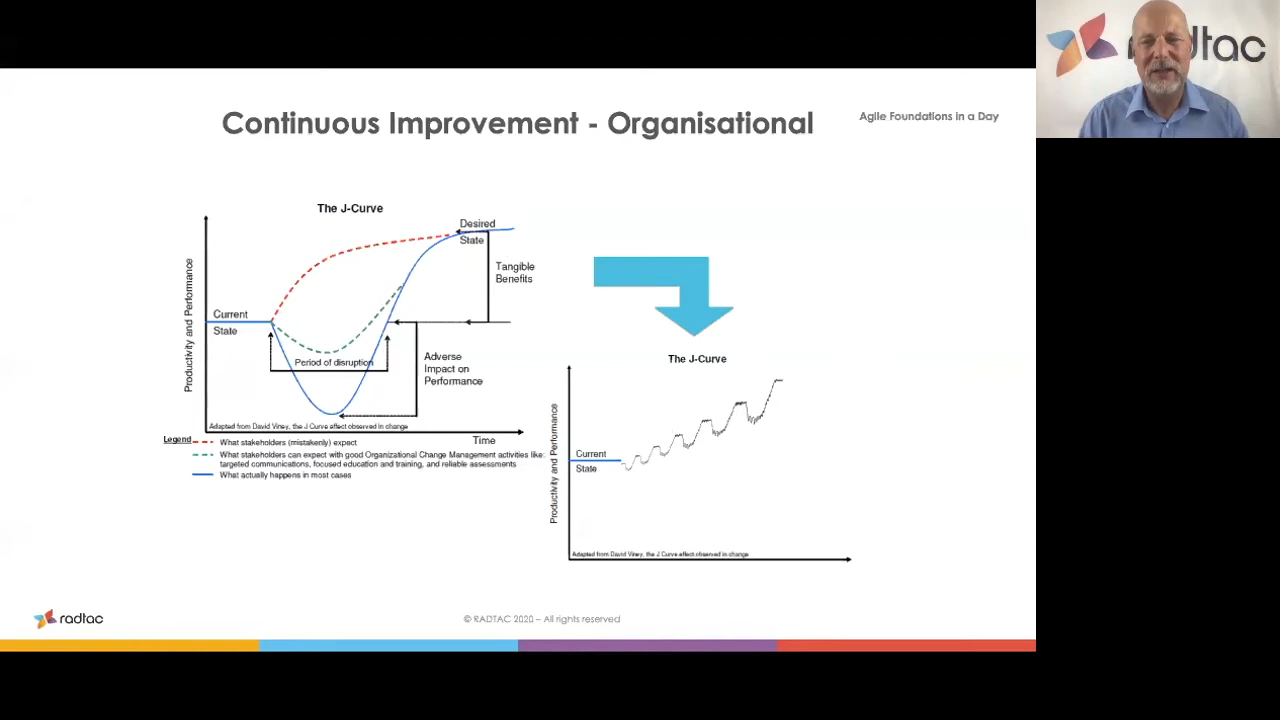 Continuous Improvement - Organisational
Agile Foundations in a Day
radtac
The J-Curve
Productivity and Performance
Desired
State
Tangible
Benefits
Current
State
Period of disruption
Adverse
Impact on
Performance
Adapted from David Viney, the J Curve effect observed in change
Time
Legend
What stakeholders (mistakenly) expect
What stakeholders can expect with good Organizational Change Management activities like:
targeted communications, focused education and training, and reliable assessments
What actually happens in most cases
The J-Curve
Productivity and Performance
Current
State
Adapted from David Viney, the J Curve effect observed in change
radtac
© RADTAC 2020 – All rights reserved